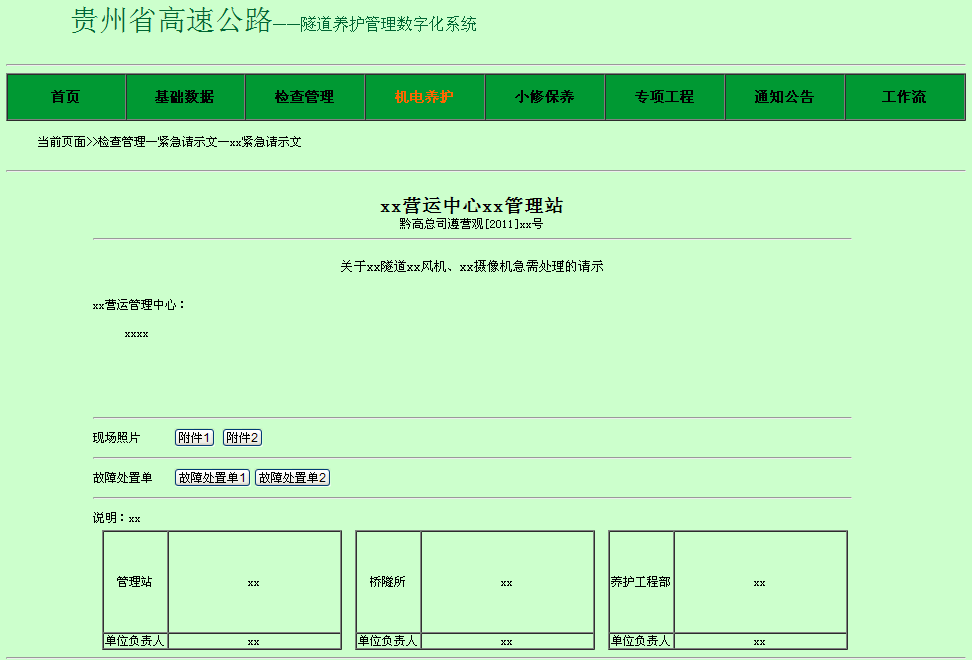 贵州省高速公路——隧道养护管理数字化系统
首页 基础数据 检查管理 机电养护 小修保养 专项工程 通知公告 工作流
当前页面>>检查管理—紧急请示文—xx紧急请示文
xx营运中心xx管理站
黔高总司遵营观[2011]xx号
关于xx隧道xx风机、xx摄像机急需处理的请示
xx营运管理中心：
xxxx
现场照片 附件1 附件2
故障处置单 故障处置单1 故障处置单2
说明：xx
管理站 xx 桥隧所 xx 养护工程部 xx
单位负责人 xx 单位负责人 xx 单位负责人 xx